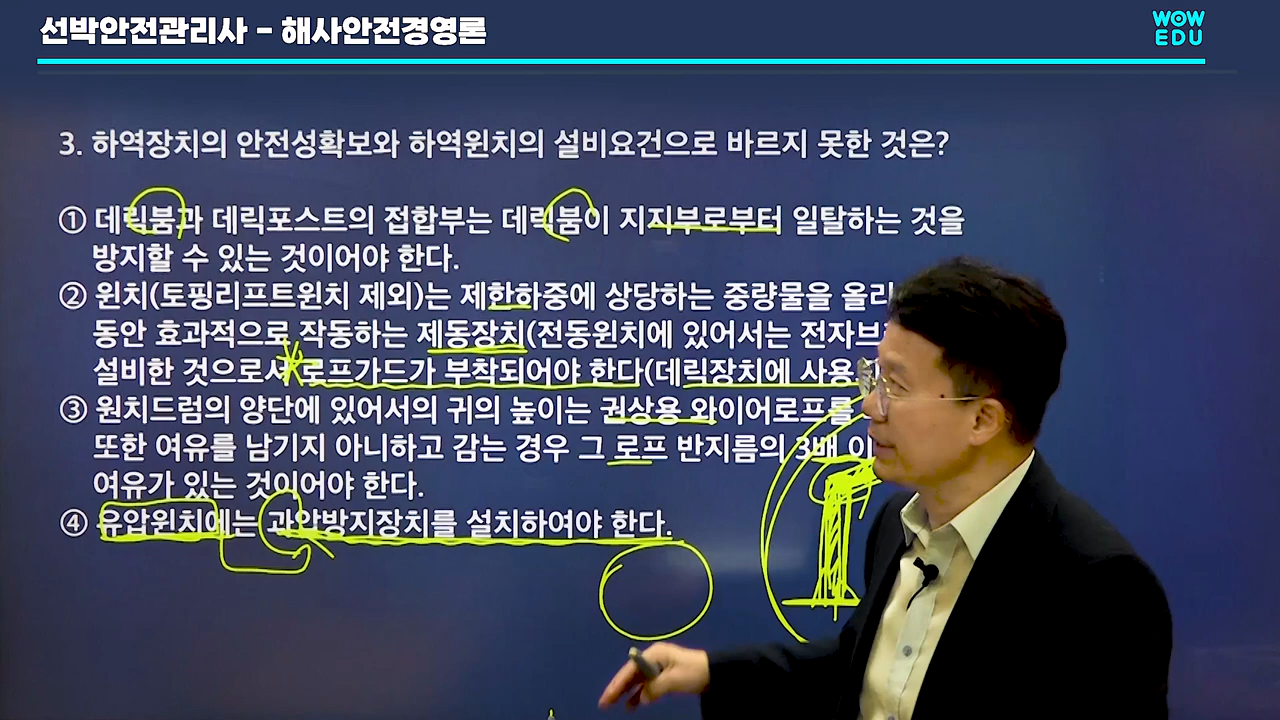 선박안전관리사 - 해사안전경영론
WOW
EDU
3. 하역장치의 안전성확보와 하역윈치의 설비요건으로 바르지 못한 것은?
① 데릭붐과 데릭포스트의 접합부는 데릭붐이 지지부로부터 일탈하는 것을
방지할 수 있는 것이어야 한다.
② 윈치(토핑리프트윈치 제외)는 제한하중에 상당하는 중량물을 올리
동안 효과적으로 작동하는 제동장치(전동윈치에 있어서는 전자브
설비한 것으로서 로프가드가 부착되어야 한다(데릭장치에 사용
③ 윈치드럼의 양단에 있어서의 귀의 높이는 권상용 와이어로프를
또한 여유를 남기지 아니하고 감는 경우 그 로프 반지름의 3배 이
여유가 있는 것이어야 한다.
④ 유압윈치에는 과압방지장치를 설치하여야 한다.